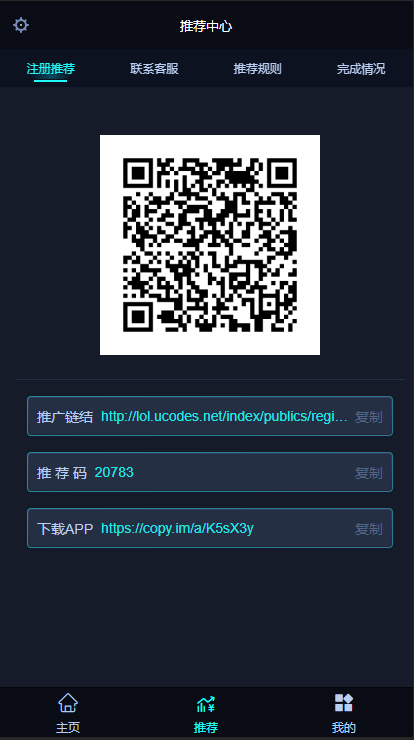 推荐中心
注册推荐 联系客服 推荐规则 完成情况
推广链结 http://lol.ucodes.net/index/publics/regi... 复制
推 荐 码 20783 复制
下载APP https://copy.im/a/K5sX3y 复制
主页 推荐 我的